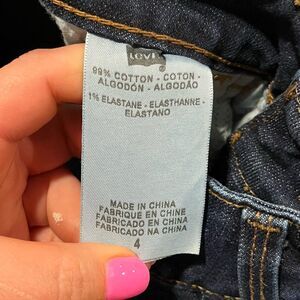 Levi's
®
99% COTTON - COTON -
ALGODÓN - ALGODÃO
1% ELASTANE - ELASTHANNE -
ELASTANO
MADE IN CHINA
FABRIQUE EN CHINE
FABRICADO EN CHINA
FABRICADO NA CHINA
4